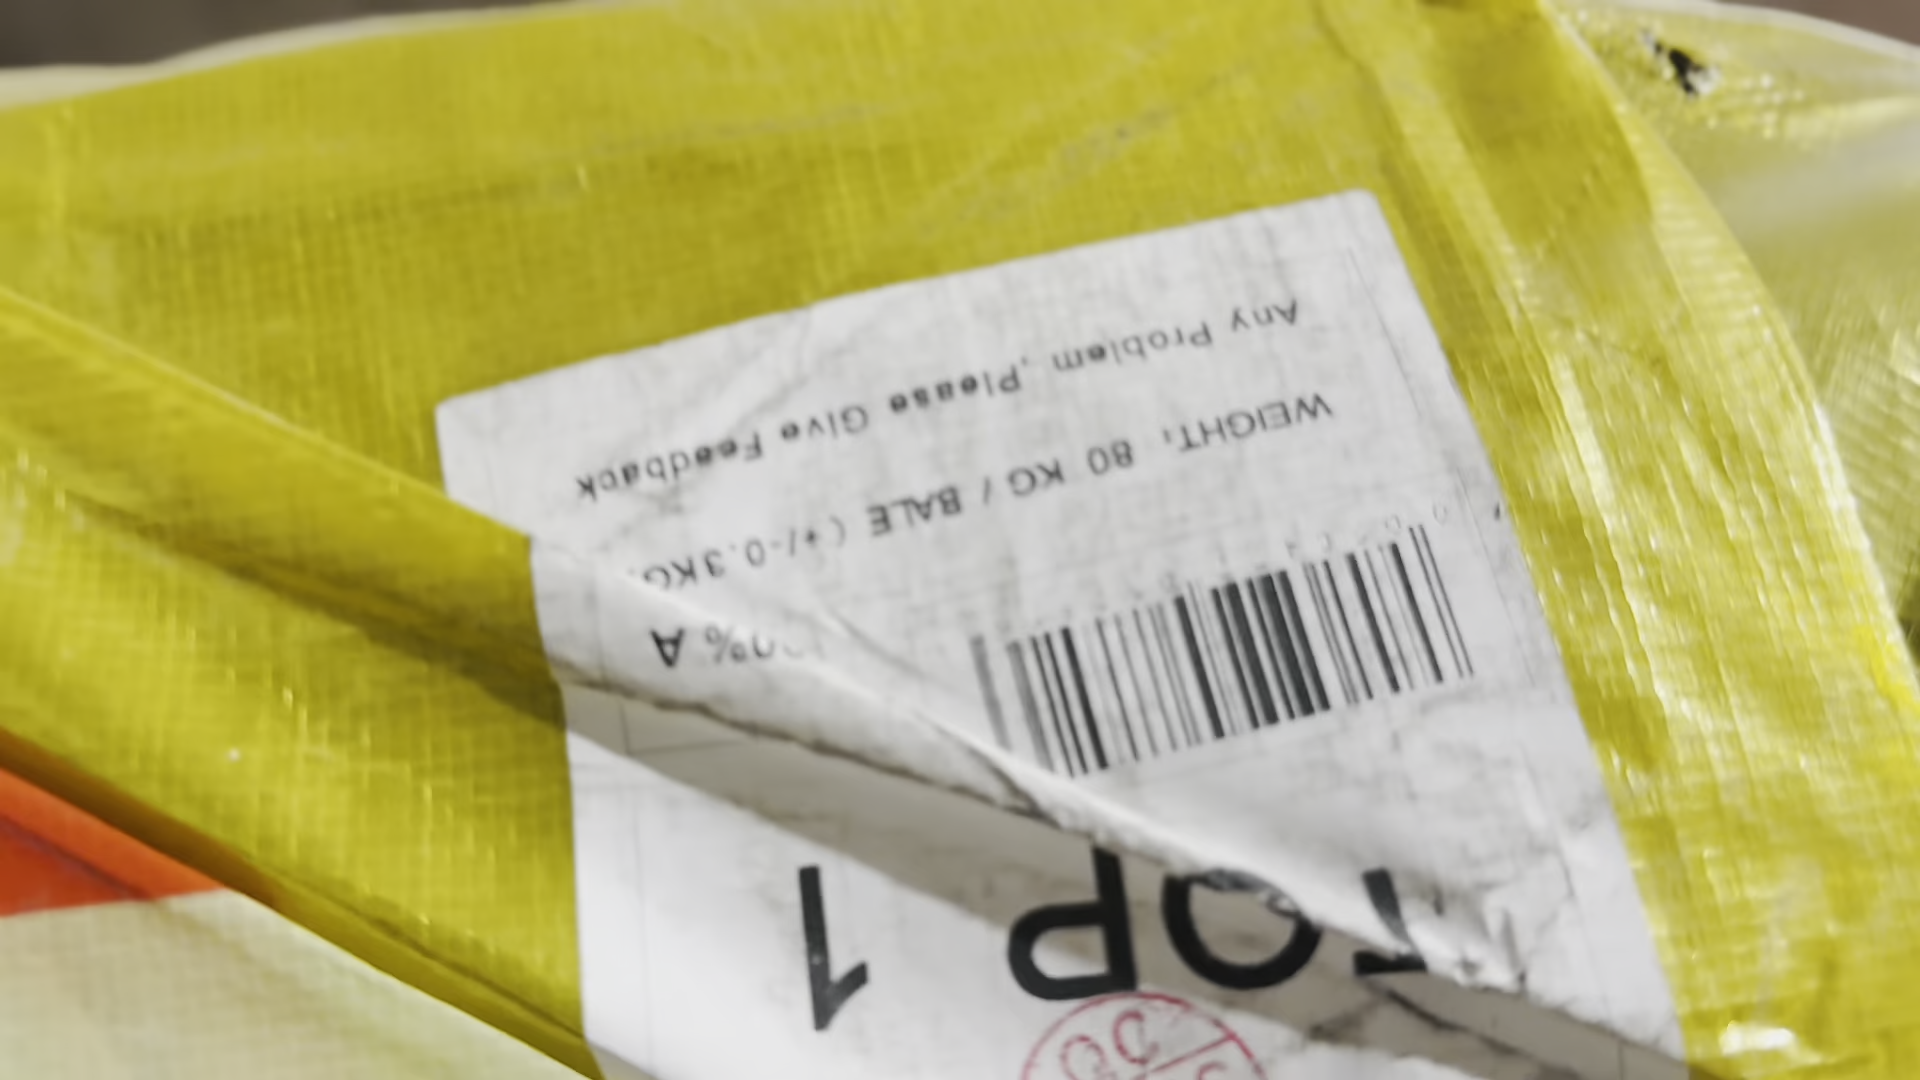 TOP 1
WEIGHT: 80 KG / BALE (+/-0.3KG
Any Problem ,Please Give Feedback